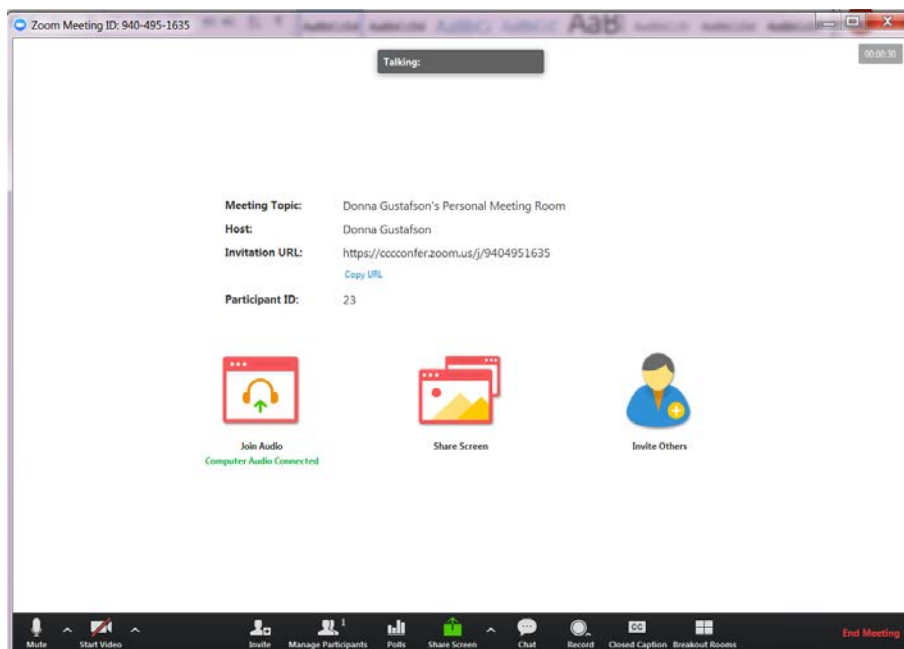 Zoom Meeting ID: 940-495-1635
AaB
Talking:
00:00:30
Meeting Topic: Donna Gustafson's Personal Meeting Room
Host: Donna Gustafson
Invitation URL: https://cccconfer.zoom.us/j/9404951635
Copy URL
Participant ID: 23
Join Audio
Computer Audio Connected
Share Screen
Invite Others
1
CC
Mute Start Video Invite Manage Participants Polls Share Screen Chat Record Closed Caption Breakout Rooms End Meeting